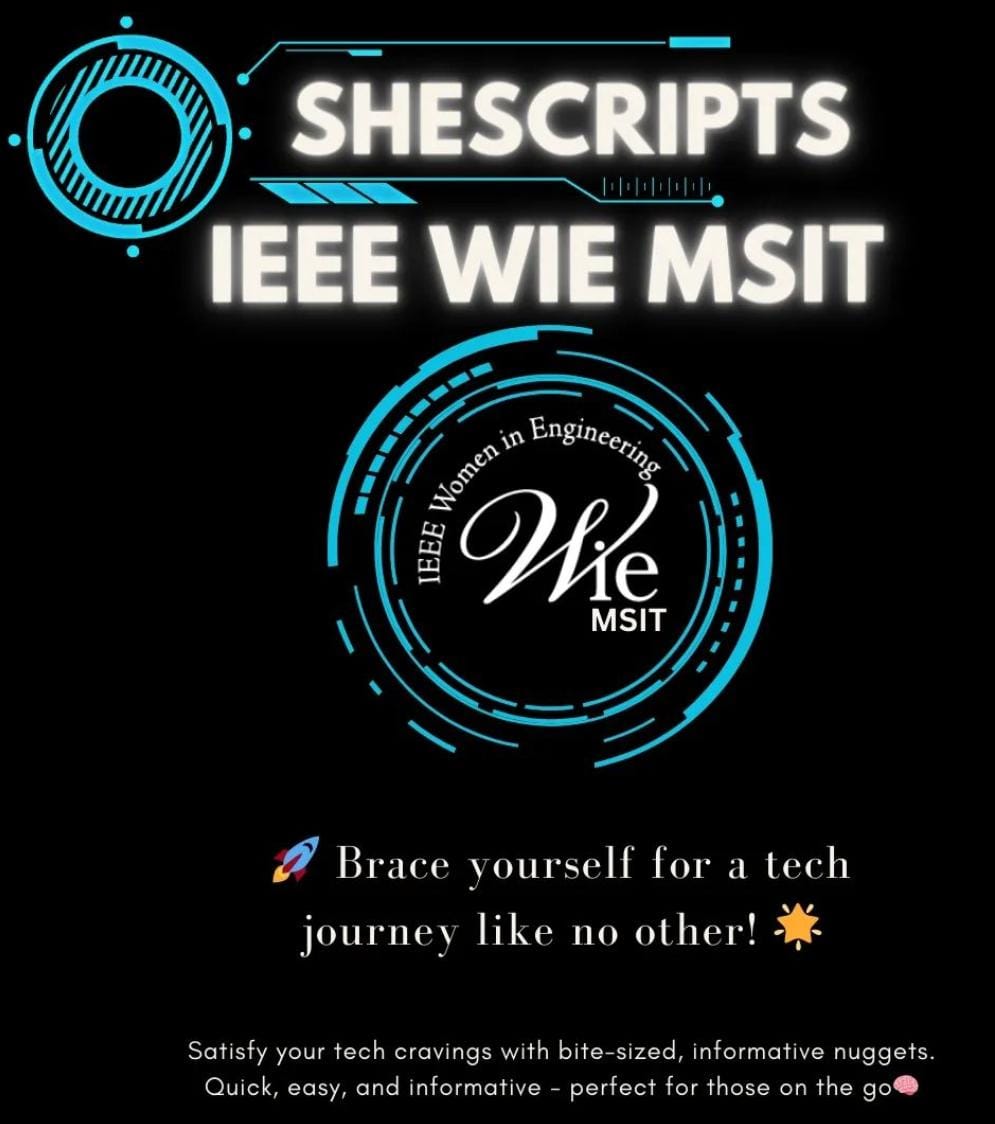 SHESCRIPTS
IEEE WIE MSIT
IEEE Women in Engineering
Wie
MSIT
🚀 Brace yourself for a tech
journey like no other! 🌟
Satisfy your tech cravings with bite-sized, informative nuggets.
Quick, easy, and informative - perfect for those on the go🧠